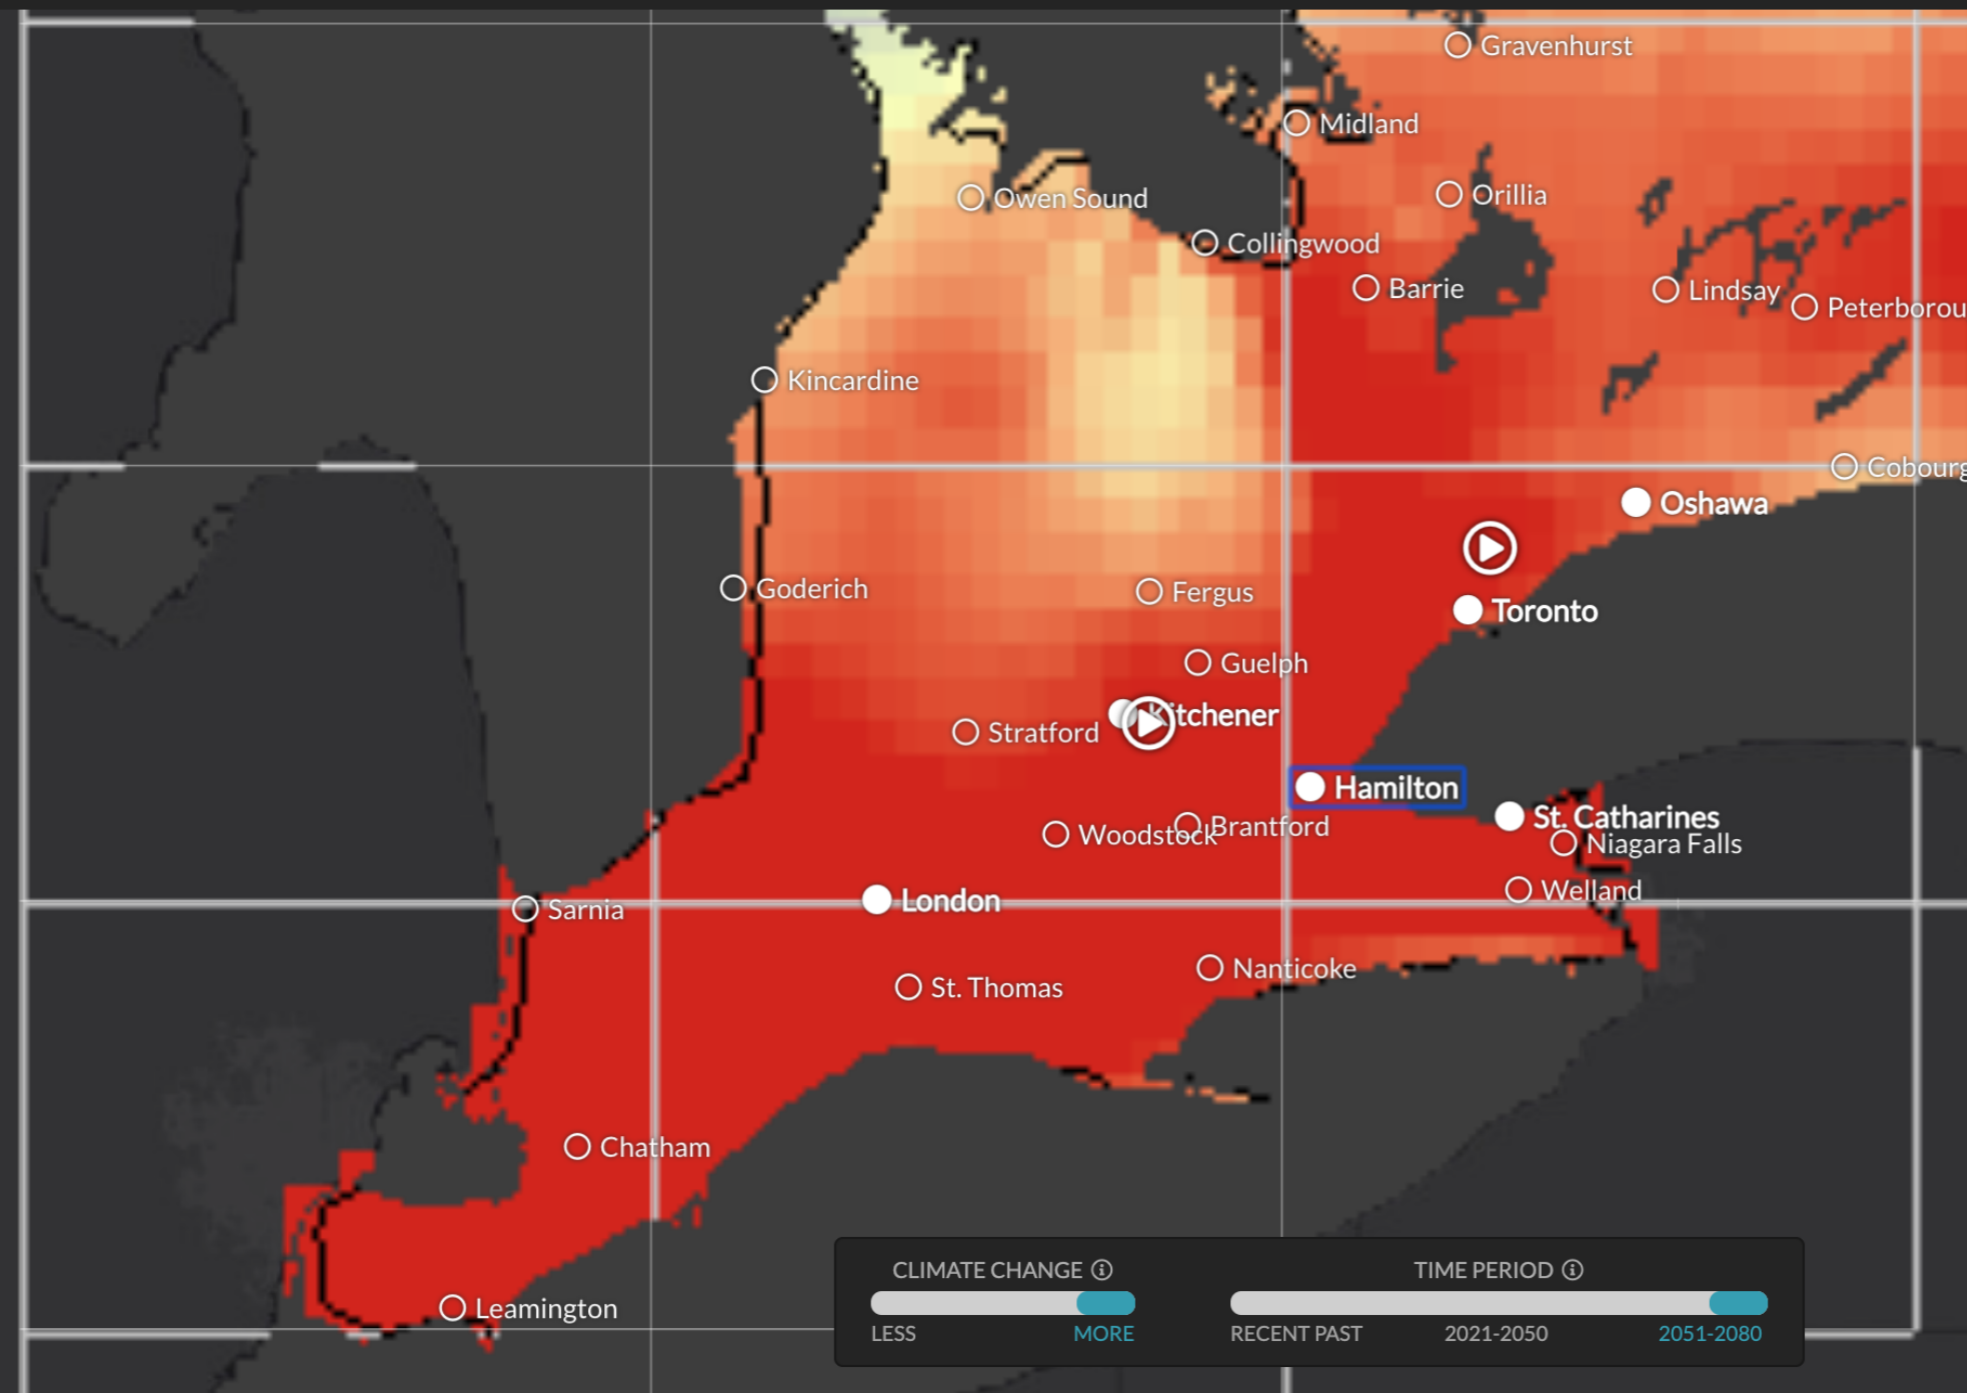 Gravenhurst
Midland
Orillia
Owen Sound
Collingwood
Barrie
Lindsay
Peterborou
Kincardine
Cobourg
Oshawa
Goderich
Fergus
Toronto
Guelph
Kitchener
Stratford
Hamilton
St. Catharines
Woodstock
Brantford
Niagara Falls
Welland
London
Sarnia
Nanticoke
St. Thomas
Chatham
Leamington
CLIMATE CHANGE
LESS MORE
TIME PERIOD
RECENT PAST 2021-2050 2051-2080